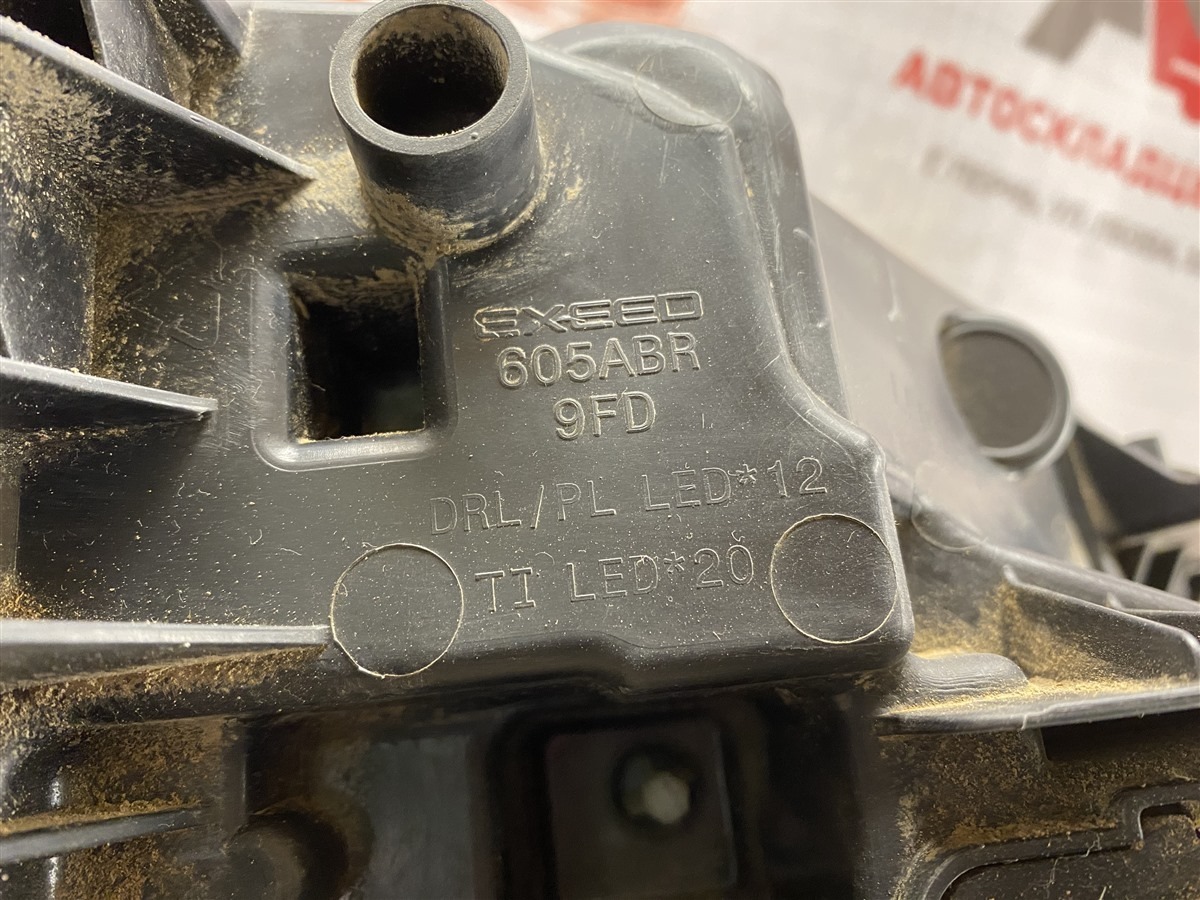 EXEED
605ABR
9FD
DRL/PL LED*12
TI LED*20
АВТОСКЛАД